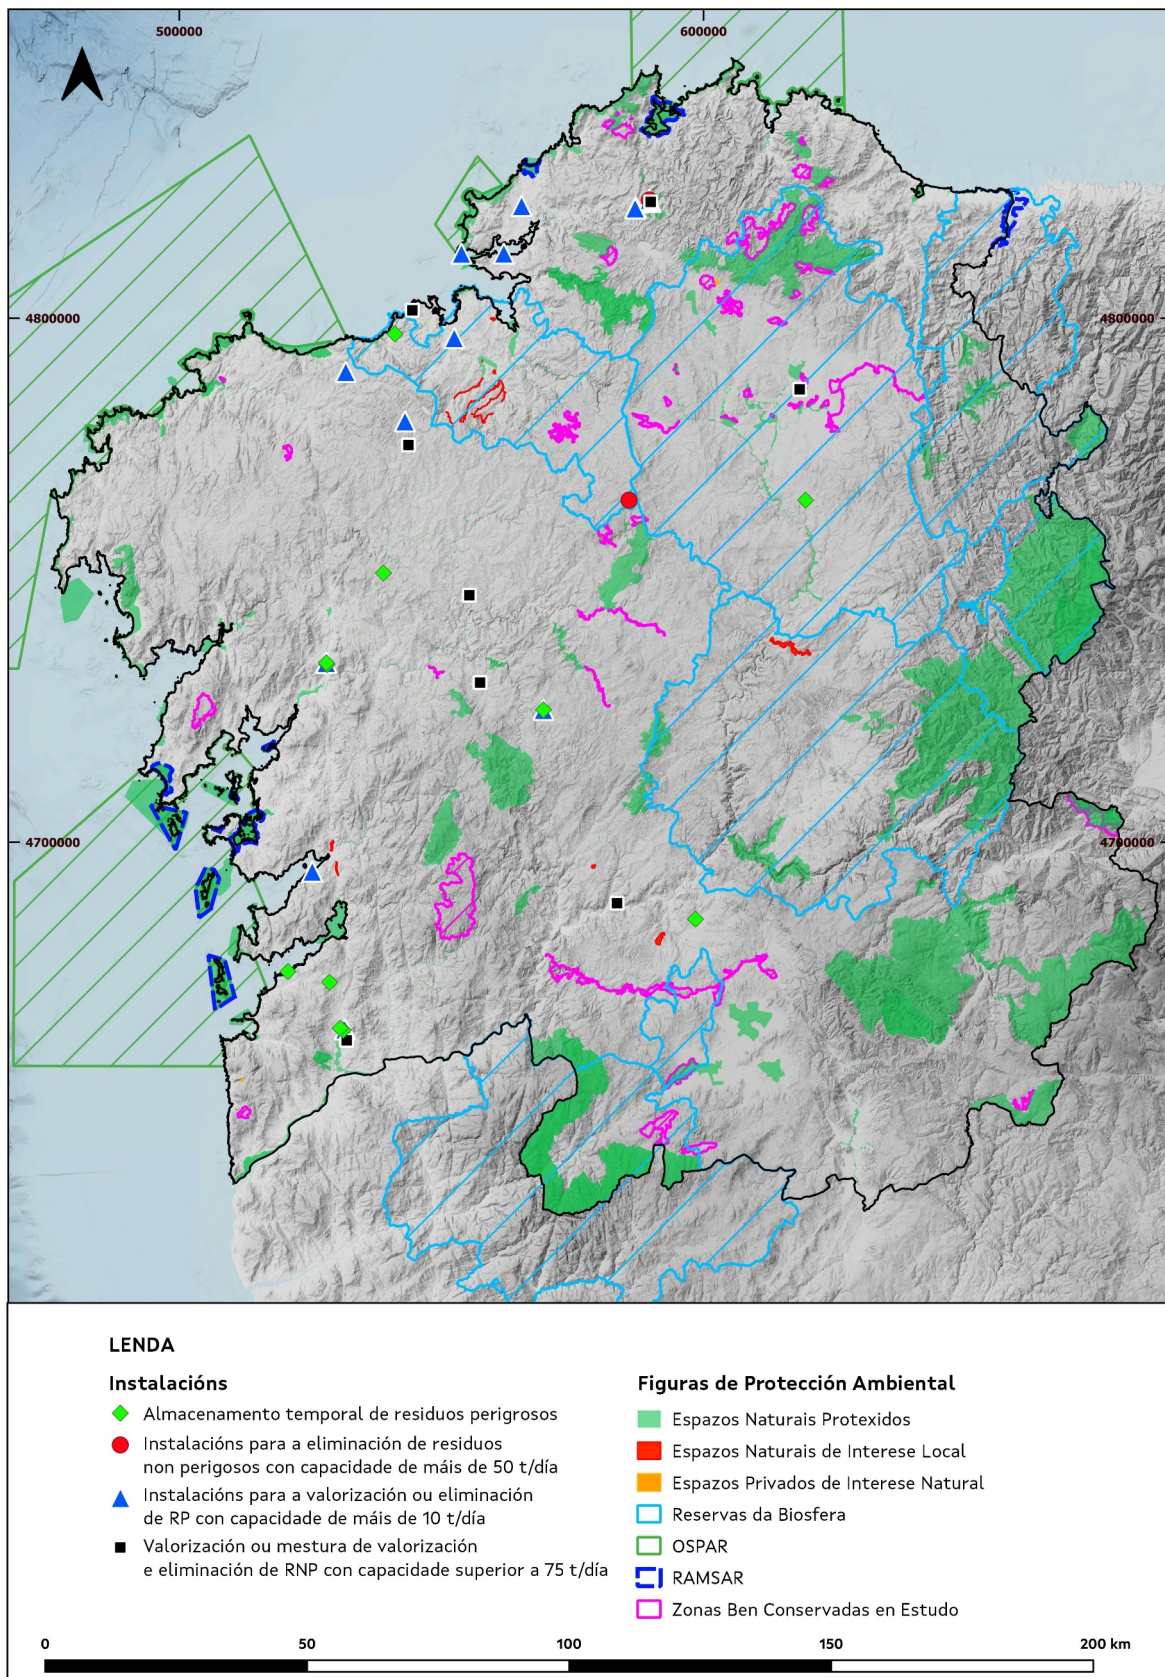 500000
600000
4800000
4800000
4700000
4700000
LENDA
Instalacións
Almacenamento temporal de residuos perigrosos
Instalacións para a eliminación de residuos
non perigosos con capacidade de máis de 50 t/día
Instalacións para a valorización ou eliminación
de RP con capacidade de máis de 10 t/día
Valorización ou mestura de valorización
e eliminación de RNP con capacidade superior a 75 t/día
Figuras de Protección Ambiental
Espazos Naturais Protexidos
Espazos Naturais de Interese Local
Espazos Privados de Interese Natural
Reservas da Biosfera
OSPAR
RAMSAR
Zonas Ben Conservadas en Estudo
0
50
100
150
200 km